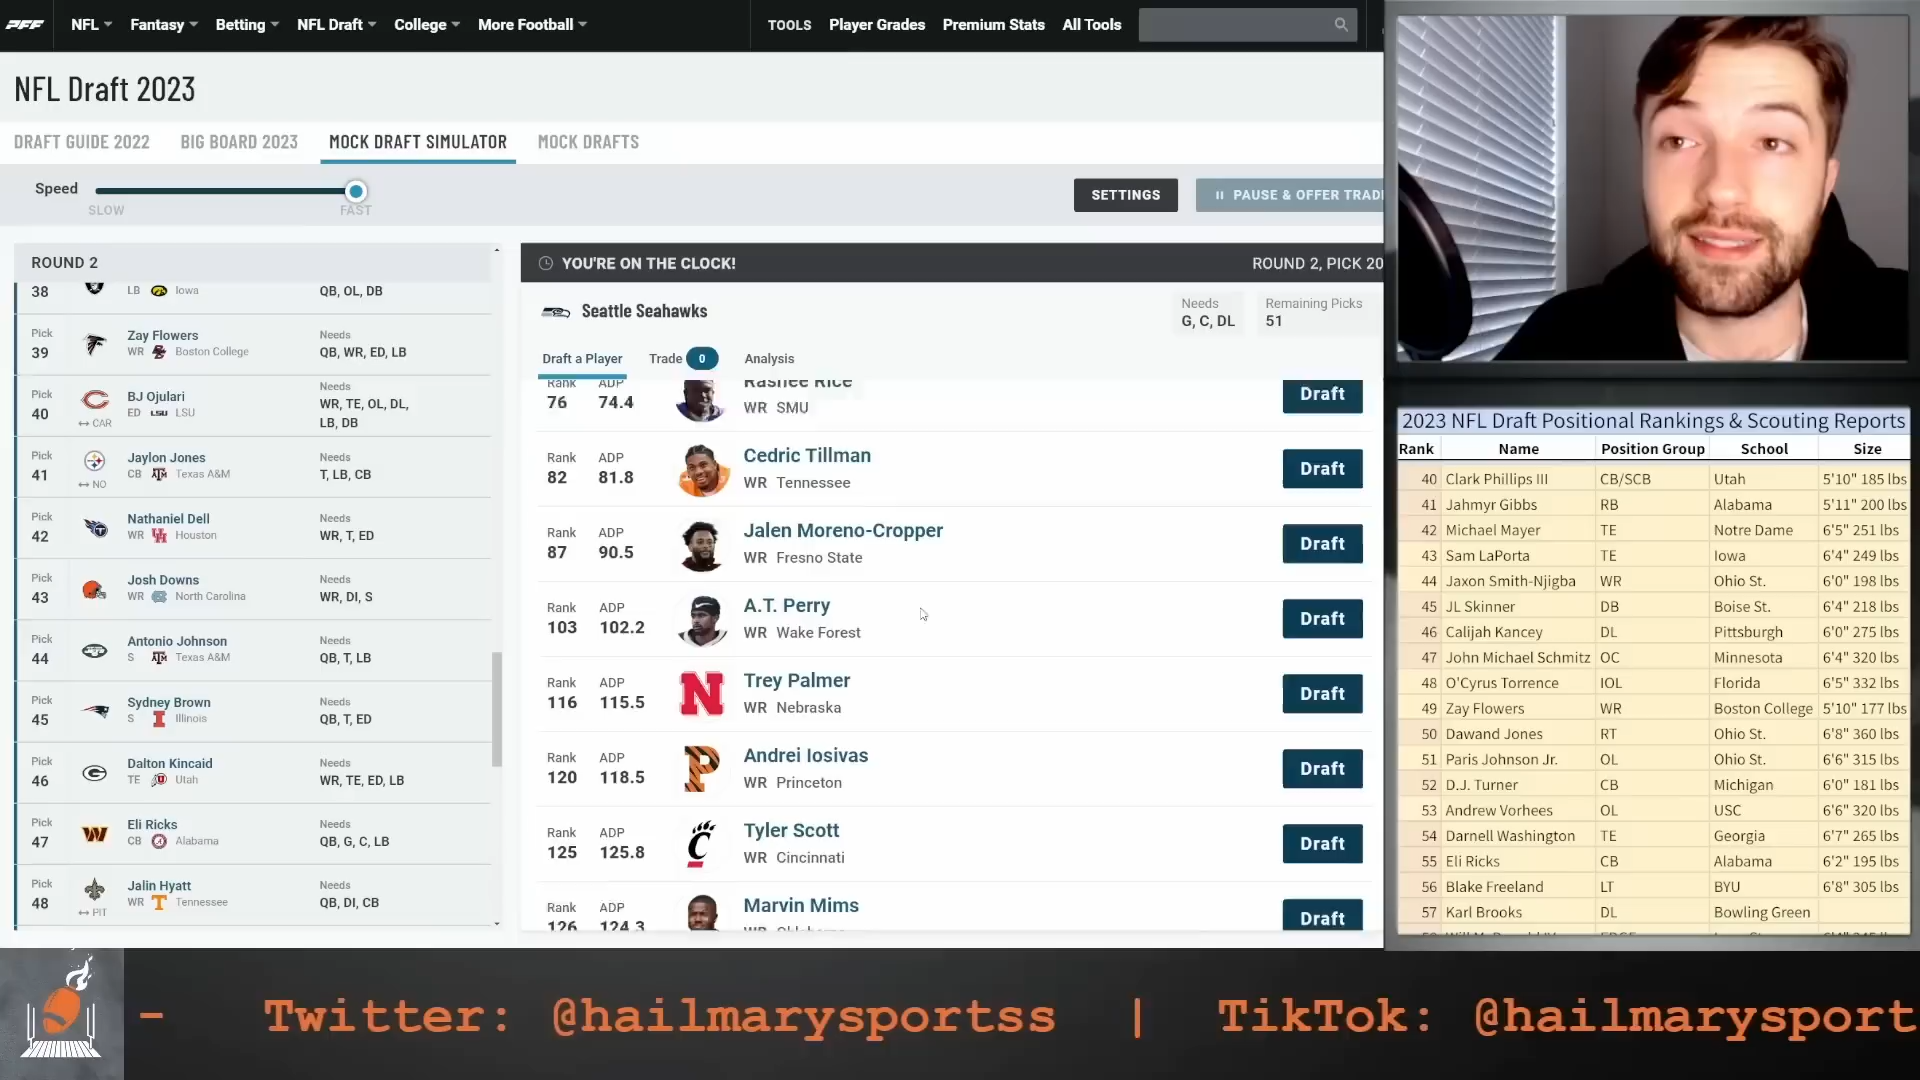 PFF NFL Fantasy Betting NFL Draft College More Football TOOLS Player Grades Premium Stats All Tools
NFL Draft 2023
DRAFT GUIDE 2022 BIG BOARD 2023 MOCK DRAFT SIMULATOR MOCK DRAFTS
Speed
SLOW FAST
SETTINGS PAUSE & OFFER TRAD
ROUND 2
38 LB Iowa QB, OL, DB
Pick Zay Flowers Needs
39 WR Boston College QB, WR, ED, LB
Pick BJ Ojulari Needs
40 ED LSU LSU WR, TE, OL, DL,
↔ CAR LB, DB
Pick Jaylon Jones Needs
41 CB Texas A&M T, LB, CB
↔ NO
Pick Nathaniel Dell Needs
42 WR Houston WR, T, ED
Pick Josh Downs Needs
43 WR North Carolina WR, DI, S
Pick Antonio Johnson Needs
44 S Texas A&M QB, T, LB
Pick Sydney Brown Needs
45 S Illinois QB, T, ED
Pick Dalton Kincaid Needs
46 TE Utah WR, TE, ED, LB
Pick Eli Ricks Needs
47 CB Alabama QB, G, C, LB
Pick Jalin Hyatt Needs
48 WR Tennessee QB, DI, CB
↔ PIT
YOU'RE ON THE CLOCK! ROUND 2, PICK 20
Seattle Seahawks
Needs Remaining Picks
G, C, DL 51
Draft a Player Trade 0 Analysis
Rank ADP Rashee Rice
76 74.4 WR SMU Draft
Rank ADP Cedric Tillman
82 81.8 WR Tennessee Draft
Rank ADP Jalen Moreno-Cropper
87 90.5 WR Fresno State Draft
Rank ADP A.T. Perry
103 102.2 WR Wake Forest Draft
Rank ADP Trey Palmer
116 115.5 WR Nebraska Draft
Rank ADP Andrei Iosivas
120 118.5 WR Princeton Draft
Rank ADP Tyler Scott
125 125.8 WR Cincinnati Draft
Rank ADP Marvin Mims
126 124.3 WR Oklahoma Draft
2023 NFL Draft Positional Rankings & Scouting Reports
Rank Name Position Group School Size
40 Clark Phillips III CB/SCB Utah 5'10" 185 lbs
41 Jahmyr Gibbs RB Alabama 5'11" 200 lbs
42 Michael Mayer TE Notre Dame 6'5" 251 lbs
43 Sam LaPorta TE Iowa 6'4" 249 lbs
44 Jaxon Smith-Njigba WR Ohio St. 6'0" 198 lbs
45 JL Skinner DB Boise St. 6'4" 218 lbs
46 Calijah Kancey DL Pittsburgh 6'0" 275 lbs
47 John Michael Schmitz OC Minnesota 6'4" 320 lbs
48 O'Cyrus Torrence IOL Florida 6'5" 332 lbs
49 Zay Flowers WR Boston College 5'10" 177 lbs
50 Dawand Jones RT Ohio St. 6'8" 360 lbs
51 Paris Johnson Jr. OL Ohio St. 6'6" 315 lbs
52 D.J. Turner CB Michigan 6'0" 181 lbs
53 Andrew Vorhees OL USC 6'6" 320 lbs
54 Darnell Washington TE Georgia 6'7" 265 lbs
55 Eli Ricks CB Alabama 6'2" 195 lbs
56 Blake Freeland LT BYU 6'8" 305 lbs
57 Karl Brooks DL Bowling Green
- Twitter: @hailmarysportss | TikTok: @hailmarysport